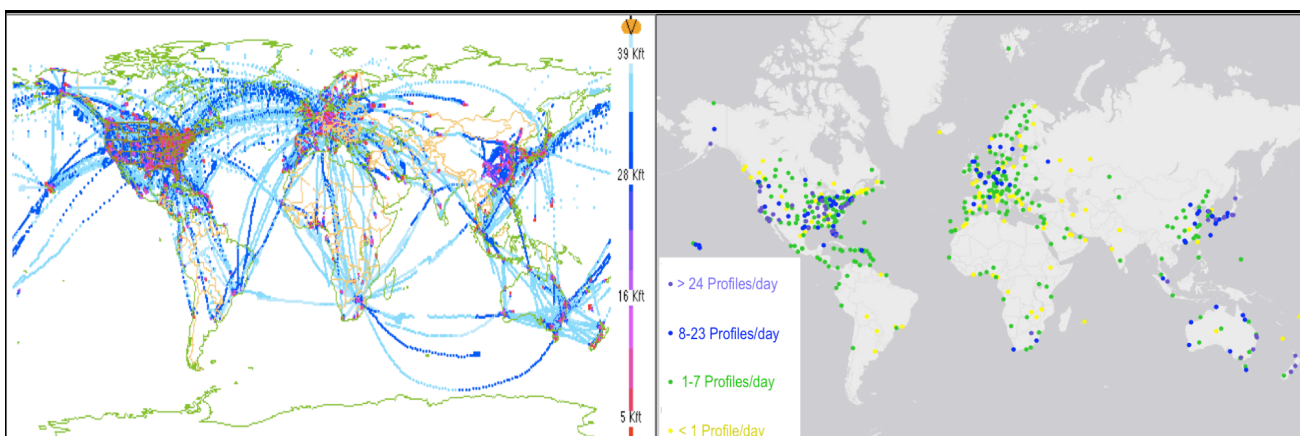 V
39 Kft
28 Kft
16 Kft
5 Kft
> 24 Profiles/day
8-23 Profiles/day
1-7 Profiles/day
< 1 Profile/day